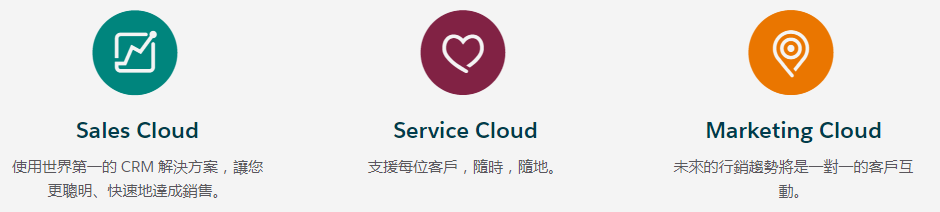 Sales Cloud
使用世界第一的 CRM 解決方案，讓您
更聰明、快速地達成銷售。
Service Cloud
支援每位客戶，隨時，隨地。
Marketing Cloud
未來的行銷趨勢將是一對一的客戶互
動。